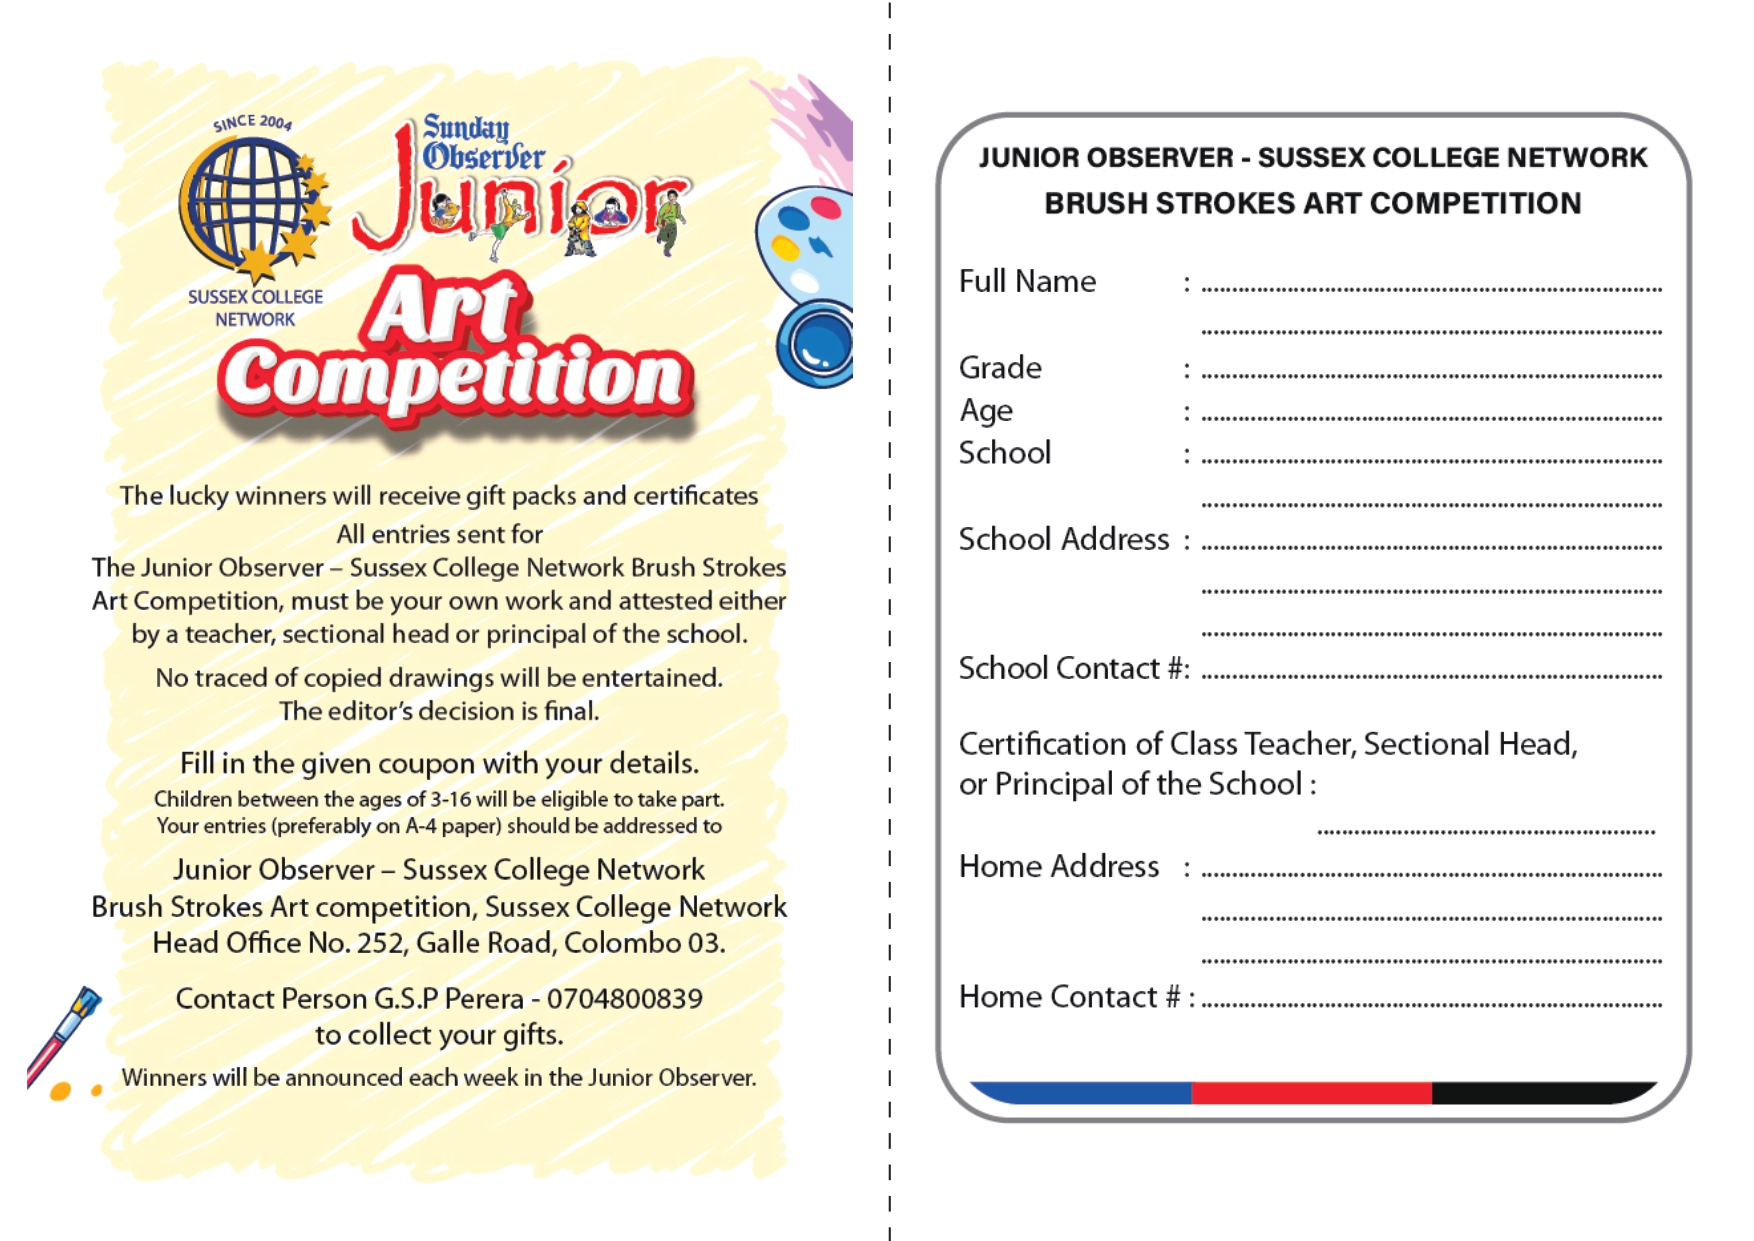 SINCE 2004
SUSSEX COLLEGE
NETWORK
Sunday
Observer
Junior
Art
Competition
The lucky winners will receive gift packs and certificates
All entries sent for
The Junior Observer – Sussex College Network Brush Strokes
Art Competition, must be your own work and attested either
by a teacher, sectional head or principal of the school.
No traced of copied drawings will be entertained.
The editor's decision is final.
Fill in the given coupon with your details.
Children between the ages of 3-16 will be eligible to take part.
Your entries (preferably on A-4 paper) should be addressed to
Junior Observer – Sussex College Network
Brush Strokes Art competition, Sussex College Network
Head Office No. 252, Galle Road, Colombo 03.
Contact Person G.S.P Perera - 0704800839
to collect your gifts.
Winners will be announced each week in the Junior Observer.
JUNIOR OBSERVER - SUSSEX COLLEGE NETWORK
BRUSH STROKES ART COMPETITION
Full Name :
Grade :
Age :
School :
School Address :
School Contact #:
Certification of Class Teacher, Sectional Head,
or Principal of the School :
Home Address :
Home Contact # :